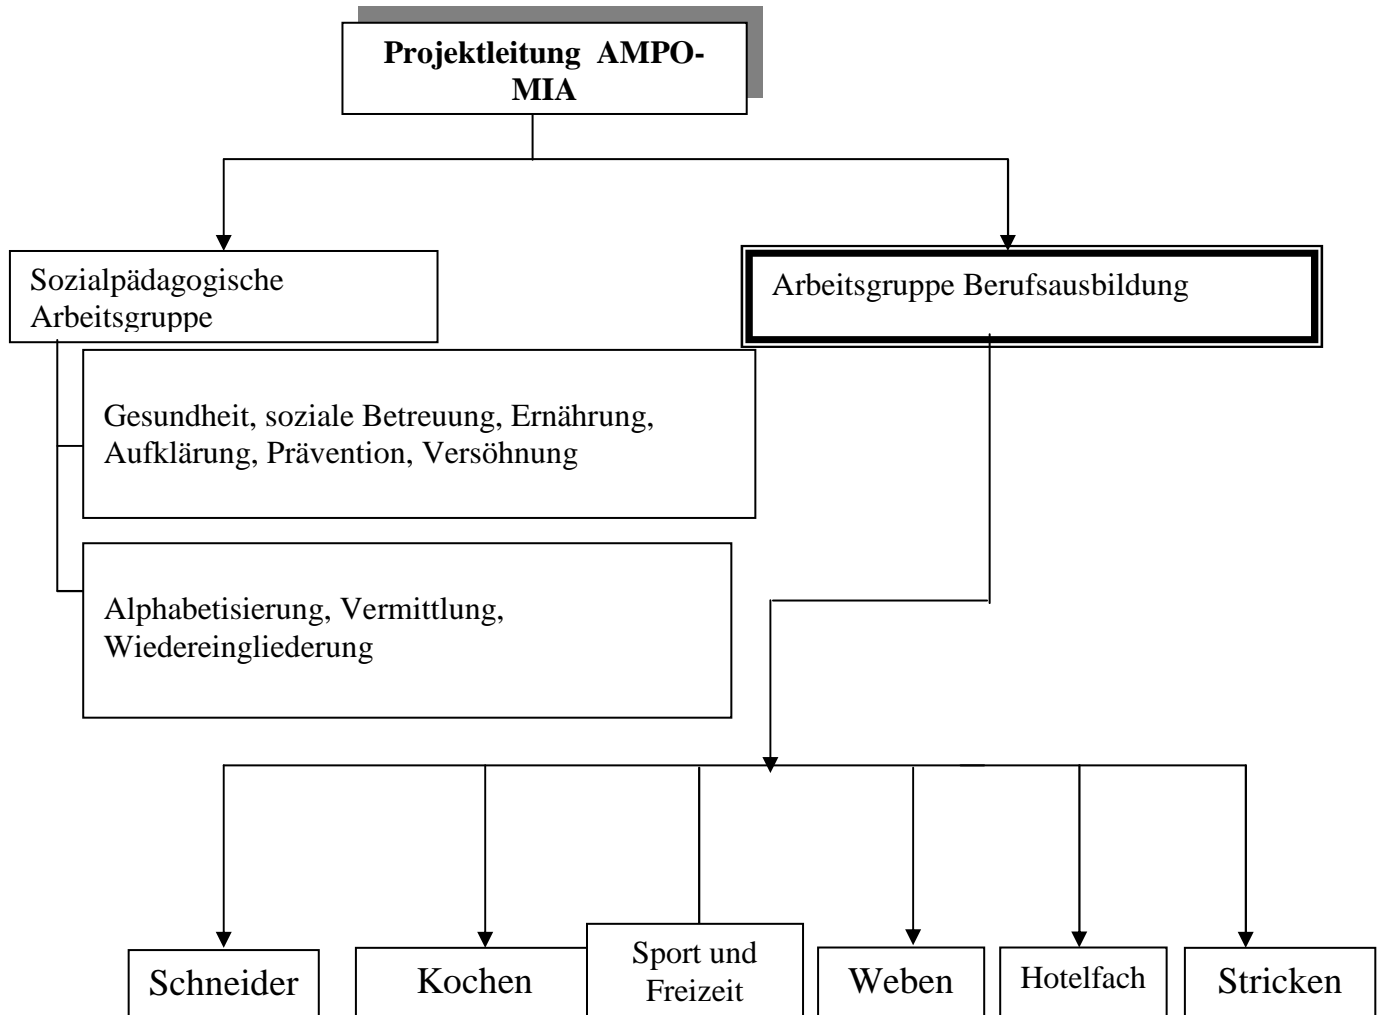 Projektleitung AMPO-
MIA
Sozialpädagogische
Arbeitsgruppe
Arbeitsgruppe Berufsausbildung
Gesundheit, soziale Betreuung, Ernährung,
Aufklärung, Prävention, Versöhnung
Alphabetisierung, Vermittlung,
Wiedereingliederung
Schneider
Kochen
Sport und
Freizeit
Weben
Hotelfach
Stricken